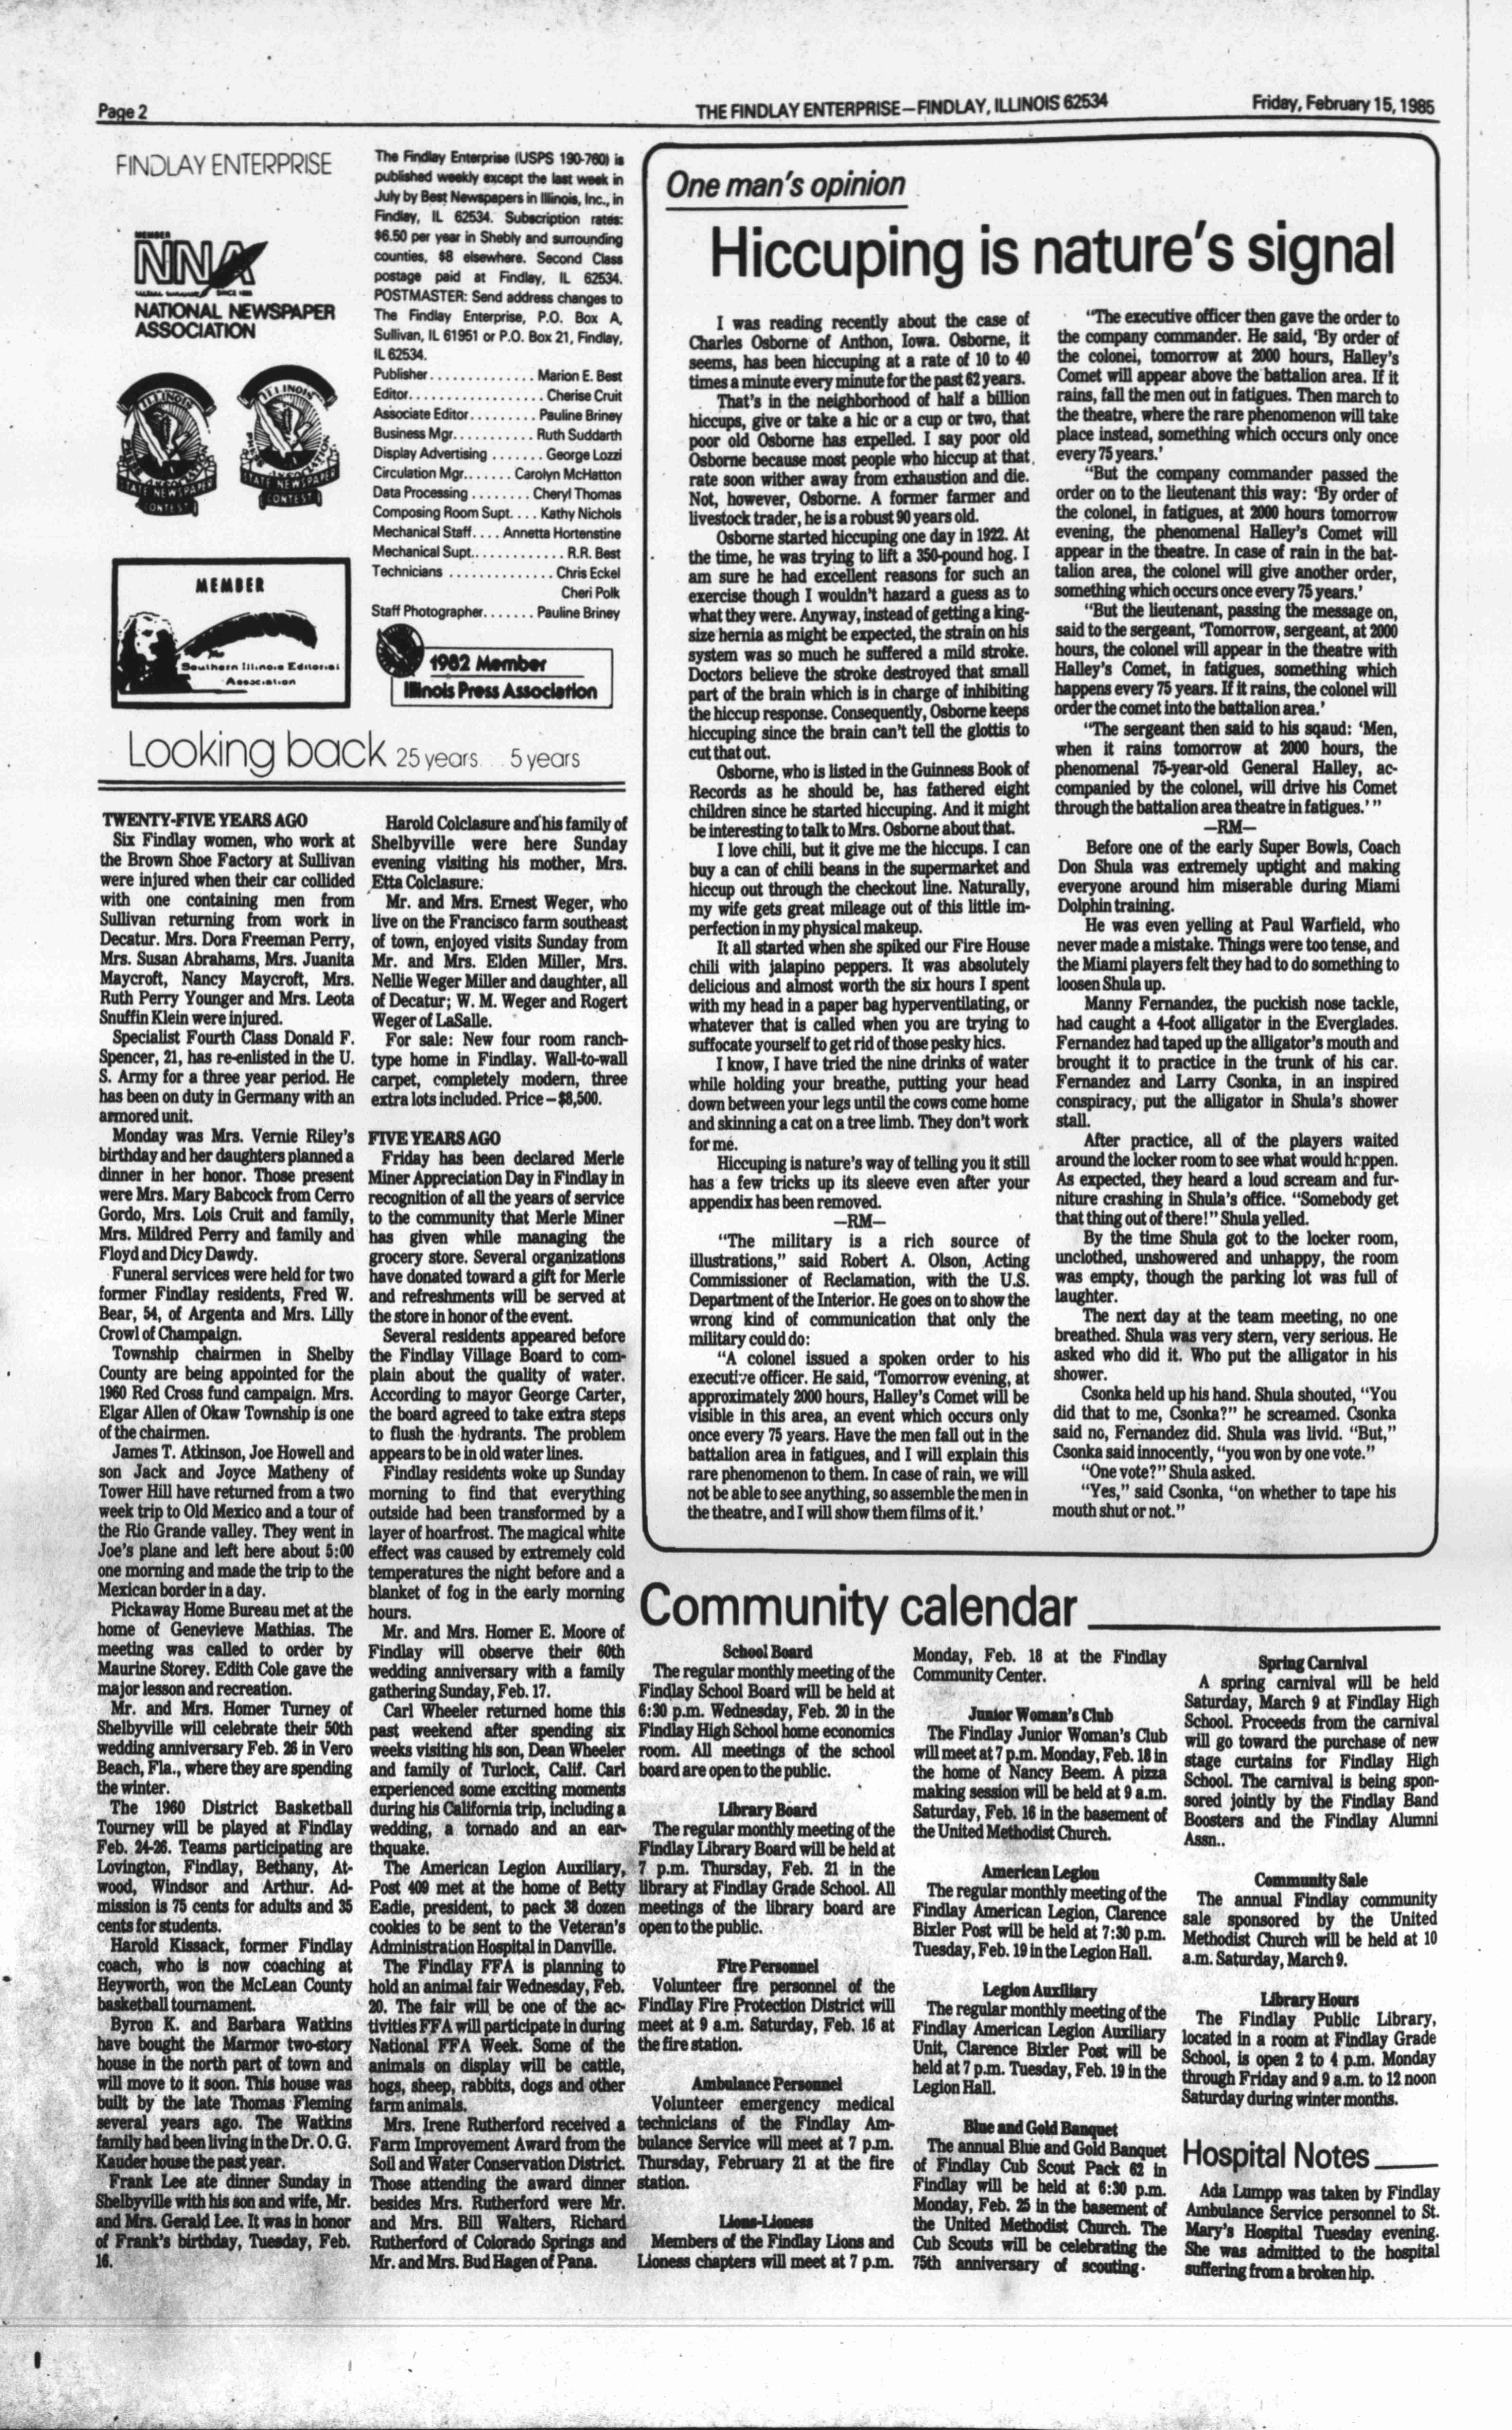 Page 2
THE FINDLAY ENTERPRISE—FINDLAY, ILLINOIS 62534
Friday, February 15, 1985
FINDLAY ENTERPRISE
MEMBER
NNA
SINCE 1885
NATIONAL NEWSPAPER
ASSOCIATION
ILLINOIS
PRESS ASSOCIATION
STATE NEWSPAPER
CONTEST
ILLINOIS
PRESS ASSOCIATION
STATE NEWSPAPER
CONTEST
MEMBER
The
Southern Illinois Editorial
Association
The Findlay Enterprise (USPS 190-760) is
published weekly except the last week in
July by Best Newspapers in Illinois, Inc., in
Findlay, IL 62534. Subscription rates:
$6.50 per year in Shebly and surrounding
counties, $8 elsewhere. Second Class
postage paid at Findlay, IL 62534.
POSTMASTER: Send address changes to
The Findlay Enterprise, P.O. Box A,
Sullivan, IL 61951 or P.O. Box 21, Findlay,
IL 62534.
Publisher. . . . . . . . . . . . . Marion E. Best
Editor. . . . . . . . . . . . . . . . . Cherise Cruit
Associate Editor. . . . . . . . . Pauline Briney
Business Mgr. . . . . . . . . . . Ruth Suddarth
Display Advertising . . . . . . . George Lozzi
Circulation Mgr. . . . . . Carolyn McHatton
Data Processing . . . . . . . . Cheryl Thomas
Composing Room Supt. . . . Kathy Nichols
Mechanical Staff. . . . Annetta Hortenstine
Mechanical Supt. . . . . . . . . . . . R.R. Best
Technicians . . . . . . . . . . . . . . Chris Eckel
Cheri Polk
Staff Photographer. . . . . . . Pauline Briney
1982 Member
Illinois Press Association
Looking back 25 years. . . 5 years
TWENTY-FIVE YEARS AGO
Six Findlay women, who work at
the Brown Shoe Factory at Sullivan
were injured when their car collided
with one containing men from
Sullivan returning from work in
Decatur. Mrs. Dora Freeman Perry,
Mrs. Susan Abrahams, Mrs. Juanita
Maycroft, Nancy Maycroft, Mrs.
Ruth Perry Younger and Mrs. Leota
Snuffin Klein were injured.
Specialist Fourth Class Donald F.
Spencer, 21, has re-enlisted in the U.
S. Army for a three year period. He
has been on duty in Germany with an
armored unit.
Monday was Mrs. Vernie Riley's
birthday and her daughters planned a
dinner in her honor. Those present
were Mrs. Mary Babcock from Cerro
Gordo, Mrs. Lois Cruit and family,
Mrs. Mildred Perry and family and
Floyd and Dicy Dawdy.
Funeral services were held for two
former Findlay residents, Fred W.
Bear, 54, of Argenta and Mrs. Lilly
Crowl of Champaign.
Township chairmen in Shelby
County are being appointed for the
1960 Red Cross fund campaign. Mrs.
Elgar Allen of Okaw Township is one
of the chairmen.
James T. Atkinson, Joe Howell and
son Jack and Joyce Matheny of
Tower Hill have returned from a two
week trip to Old Mexico and a tour of
the Rio Grande valley. They went in
Joe's plane and left here about 5:00
one morning and made the trip to the
Mexican border in a day.
Pickaway Home Bureau met at the
home of Genevieve Mathias. The
meeting was called to order by
Maurine Storey. Edith Cole gave the
major lesson and recreation.
Mr. and Mrs. Homer Turney of
Shelbyville will celebrate their 50th
wedding anniversary Feb. 26 in Vero
Beach, Fla., where they are spending
the winter.
The 1960 District Basketball
Tourney will be played at Findlay
Feb. 24-26. Teams participating are
Lovington, Findlay, Bethany, At-
wood, Windsor and Arthur. Ad-
mission is 75 cents for adults and 35
cents for students.
Harold Kissack, former Findlay
coach, who is now coaching at
Heyworth, won the McLean County
basketball tournament.
Byron K. and Barbara Watkins
have bought the Marmor two-story
house in the north part of town and
will move to it soon. This house was
built by the late Thomas Fleming
several years ago. The Watkins
family had been living in the Dr. O. G.
Kauder house the past year.
Frank Lee ate dinner Sunday in
Shelbyville with his son and wife, Mr.
and Mrs. Gerald Lee. It was in honor
of Frank's birthday, Tuesday, Feb.
16.
Harold Colclasure and his family of
Shelbyville were here Sunday
evening visiting his mother, Mrs.
Etta Colclasure.
Mr. and Mrs. Ernest Weger, who
live on the Francisco farm southeast
of town, enjoyed visits Sunday from
Mr. and Mrs. Elden Miller, Mrs.
Nellie Weger Miller and daughter, all
of Decatur; W. M. Weger and Rogert
Weger of LaSalle.
For sale: New four room ranch-
type home in Findlay. Wall-to-wall
carpet, completely modern, three
extra lots included. Price — $8,500.
FIVE YEARS AGO
Friday has been declared Merle
Miner Appreciation Day in Findlay in
recognition of all the years of service
to the community that Merle Miner
has given while managing the
grocery store. Several organizations
have donated toward a gift for Merle
and refreshments will be served at
the store in honor of the event.
Several residents appeared before
the Findlay Village Board to com-
plain about the quality of water.
According to mayor George Carter,
the board agreed to take extra steps
to flush the hydrants. The problem
appears to be in old water lines.
Findlay residents woke up Sunday
morning to find that everything
outside had been transformed by a
layer of hoarfrost. The magical white
effect was caused by extremely cold
temperatures the night before and a
blanket of fog in the early morning
hours.
Mr. and Mrs. Homer E. Moore of
Findlay will observe their 60th
wedding anniversary with a family
gathering Sunday, Feb. 17.
Carl Wheeler returned home this
past weekend after spending six
weeks visiting his son, Dean Wheeler
and family of Turlock, Calif. Carl
experienced some exciting moments
during his California trip, including a
wedding, a tornado and an ear-
thquake.
The American Legion Auxiliary,
Post 409 met at the home of Betty
Eadie, president, to pack 38 dozen
cookies to be sent to the Veteran's
Administration Hospital in Danville.
The Findlay FFA is planning to
hold an animal fair Wednesday, Feb.
20. The fair will be one of the ac-
tivities FFA will participate in during
National FFA Week. Some of the
animals on display will be cattle,
hogs, sheep, rabbits, dogs and other
farm animals.
Mrs. Irene Rutherford received a
Farm Improvement Award from the
Soil and Water Conservation District.
Those attending the award dinner
besides Mrs. Rutherford were Mr.
and Mrs. Bill Walters, Richard
Rutherford of Colorado Springs and
Mr. and Mrs. Bud Hagen of Pana.
One man's opinion
Hiccuping is nature's signal
I was reading recently about the case of
Charles Osborne of Anthon, Iowa. Osborne, it
seems, has been hiccuping at a rate of 10 to 40
times a minute every minute for the past 62 years.
That's in the neighborhood of half a billion
hiccups, give or take a hic or a cup or two, that
poor old Osborne has expelled. I say poor old
Osborne because most people who hiccup at that
rate soon wither away from exhaustion and die.
Not, however, Osborne. A former farmer and
livestock trader, he is a robust 90 years old.
Osborne started hiccuping one day in 1922. At
the time, he was trying to lift a 350-pound hog. I
am sure he had excellent reasons for such an
exercise though I wouldn't hazard a guess as to
what they were. Anyway, instead of getting a king-
size hernia as might be expected, the strain on his
system was so much he suffered a mild stroke.
Doctors believe the stroke destroyed that small
part of the brain which is in charge of inhibiting
the hiccup response. Consequently, Osborne keeps
hiccuping since the brain can't tell the glottis to
cut that out.
Osborne, who is listed in the Guinness Book of
Records as he should be, has fathered eight
children since he started hiccuping. And it might
be interesting to talk to Mrs. Osborne about that.
I love chili, but it give me the hiccups. I can
buy a can of chili beans in the supermarket and
hiccup out through the checkout line. Naturally,
my wife gets great mileage out of this little im-
perfection in my physical makeup.
It all started when she spiked our Fire House
chili with jalapino peppers. It was absolutely
delicious and almost worth the six hours I spent
with my head in a paper bag hyperventilating, or
whatever that is called when you are trying to
suffocate yourself to get rid of those pesky hics.
I know, I have tried the nine drinks of water
while holding your breathe, putting your head
down between your legs until the cows come home
and skinning a cat on a tree limb. They don't work
for me.
Hiccuping is nature's way of telling you it still
has a few tricks up its sleeve even after your
appendix has been removed.
—RM—
"The military is a rich source of
illustrations," said Robert A. Olson, Acting
Commissioner of Reclamation, with the U.S.
Department of the Interior. He goes on to show the
wrong kind of communication that only the
military could do:
"A colonel issued a spoken order to his
executive officer. He said, 'Tomorrow evening, at
approximately 2000 hours, Halley's Comet will be
visible in this area, an event which occurs only
once every 75 years. Have the men fall out in the
battalion area in fatigues, and I will explain this
rare phenomenon to them. In case of rain, we will
not be able to see anything, so assemble the men in
the theatre, and I will show them films of it.'
"The executive officer then gave the order to
the company commander. He said, 'By order of
the colonel, tomorrow at 2000 hours, Halley's
Comet will appear above the battalion area. If it
rains, fall the men out in fatigues. Then march to
the theatre, where the rare phenomenon will take
place instead, something which occurs only once
every 75 years.'
"But the company commander passed the
order on to the lieutenant this way: 'By order of
the colonel, in fatigues, at 2000 hours tomorrow
evening, the phenomenal Halley's Comet will
appear in the theatre. In case of rain in the bat-
talion area, the colonel will give another order,
something which occurs once every 75 years.'
"But the lieutenant, passing the message on,
said to the sergeant, 'Tomorrow, sergeant, at 2000
hours, the colonel will appear in the theatre with
Halley's Comet, in fatigues, something which
happens every 75 years. If it rains, the colonel will
order the comet into the battalion area.'
"The sergeant then said to his sqaud: 'Men,
when it rains tomorrow at 2000 hours, the
phenomenal 75-year-old General Halley, ac-
companied by the colonel, will drive his Comet
through the battalion area theatre in fatigues.' "
—RM—
Before one of the early Super Bowls, Coach
Don Shula was extremely uptight and making
everyone around him miserable during Miami
Dolphin training.
He was even yelling at Paul Warfield, who
never made a mistake. Things were too tense, and
the Miami players felt they had to do something to
loosen Shula up.
Manny Fernandez, the puckish nose tackle,
had caught a 4-foot alligator in the Everglades.
Fernandez had taped up the alligator's mouth and
brought it to practice in the trunk of his car.
Fernandez and Larry Csonka, in an inspired
conspiracy, put the alligator in Shula's shower
stall.
After practice, all of the players waited
around the locker room to see what would happen.
As expected, they heard a loud scream and fur-
niture crashing in Shula's office. "Somebody get
that thing out of there!" Shula yelled.
By the time Shula got to the locker room,
unclothed, unshowered and unhappy, the room
was empty, though the parking lot was full of
laughter.
The next day at the team meeting, no one
breathed. Shula was very stern, very serious. He
asked who did it. Who put the alligator in his
shower.
Csonka held up his hand. Shula shouted, "You
did that to me, Csonka?" he screamed. Csonka
said no, Fernandez did. Shula was livid. "But,"
Csonka said innocently, "you won by one vote."
"One vote?" Shula asked.
"Yes," said Csonka, "on whether to tape his
mouth shut or not."
Community calendar
School Board
The regular monthly meeting of the
Findlay School Board will be held at
6:30 p.m. Wednesday, Feb. 20 in the
Findlay High School home economics
room. All meetings of the school
board are open to the public.
Library Board
The regular monthly meeting of the
Findlay Library Board will be held at
7 p.m. Thursday, Feb. 21 in the
library at Findlay Grade School. All
meetings of the library board are
open to the public.
Fire Personnel
Volunteer fire personnel of the
Findlay Fire Protection District will
meet at 9 a.m. Saturday, Feb. 16 at
the fire station.
Ambulance Personnel
Volunteer emergency medical
technicians of the Findlay Am-
bulance Service will meet at 7 p.m.
Thursday, February 21 at the fire
station.
Lions-Lioness
Members of the Findlay Lions and
Lioness chapters will meet at 7 p.m.
Monday, Feb. 18 at the Findlay
Community Center.
Junior Woman's Club
The Findlay Junior Woman's Club
will meet at 7 p.m. Monday, Feb. 18 in
the home of Nancy Beem. A pizza
making session will be held at 9 a.m.
Saturday, Feb. 16 in the basement of
the United Methodist Church.
American Legion
The regular monthly meeting of the
Findlay American Legion, Clarence
Bixler Post will be held at 7:30 p.m.
Tuesday, Feb. 19 in the Legion Hall.
Legion Auxiliary
The regular monthly meeting of the
Findlay American Legion Auxiliary
Unit, Clarence Bixler Post will be
held at 7 p.m. Tuesday, Feb. 19 in the
Legion Hall.
Blue and Gold Banquet
The annual Blue and Gold Banquet
of Findlay Cub Scout Pack 62 in
Findlay will be held at 6:30 p.m.
Monday, Feb. 25 in the basement of
the United Methodist Church. The
Cub Scouts will be celebrating the
75th anniversary of scouting.
Spring Carnival
A spring carnival will be held
Saturday, March 9 at Findlay High
School. Proceeds from the carnival
will go toward the purchase of new
stage curtains for Findlay High
School. The carnival is being spon-
sored jointly by the Findlay Band
Boosters and the Findlay Alumni
Assn..
Community Sale
The annual Findlay community
sale sponsored by the United
Methodist Church will be held at 10
a.m. Saturday, March 9.
Library Hours
The Findlay Public Library,
located in a room at Findlay Grade
School, is open 2 to 4 p.m. Monday
through Friday and 9 a.m. to 12 noon
Saturday during winter months.
Hospital Notes
Ada Lumpp was taken by Findlay
Ambulance Service personnel to St.
Mary's Hospital Tuesday evening.
She was admitted to the hospital
suffering from a broken hip.